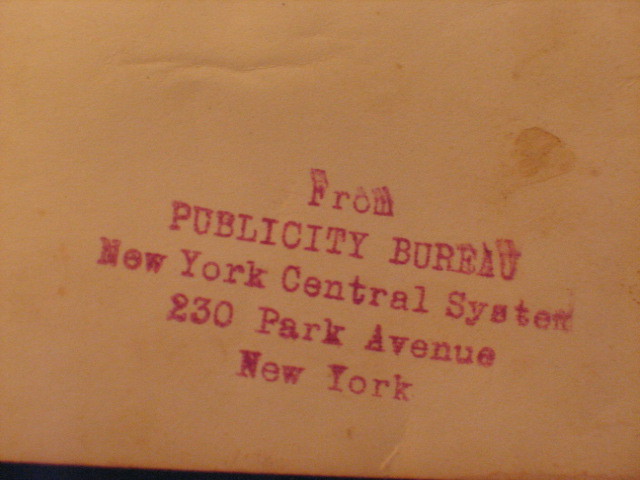 From
PUBLICITY BUREAU
New York Central System
230 Park Avenue
New York